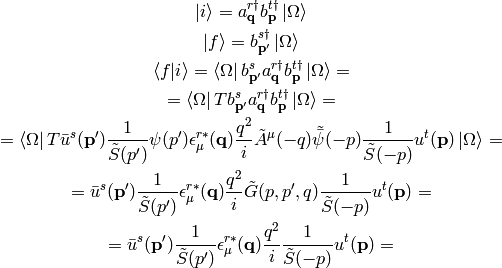 |i⟩ = a_𝐪^{r†} b_𝐩^{t†} |Ω⟩
|f⟩ = b_{𝐩′}^{s†} |Ω⟩
⟨f|i⟩ = ⟨Ω| b_{𝐩′}^{s} a_𝐪^{r†} b_𝐩^{t†} |Ω⟩ =
= ⟨Ω| T b_{𝐩′}^{s} a_𝐪^{r†} b_𝐩^{t†} |Ω⟩ =
= ⟨Ω| T ū^s(𝐩′) 1/S̃(p′) ψ(p′) ϵ_μ^{r*}(𝐪) q²/i Ã^μ(−q) ψ̃̄(−p) 1/S̃(−p) u^t(𝐩) |Ω⟩ =
= ū^s(𝐩′) 1/S̃(p′) ϵ_μ^{r*}(𝐪) q²/i G̃(p, p′, q) 1/S̃(−p) u^t(𝐩) =
= ū^s(𝐩′) 1/S̃(p′) ϵ_μ^{r*}(𝐪) q²/i 1/S̃(−p) u^t(𝐩) =